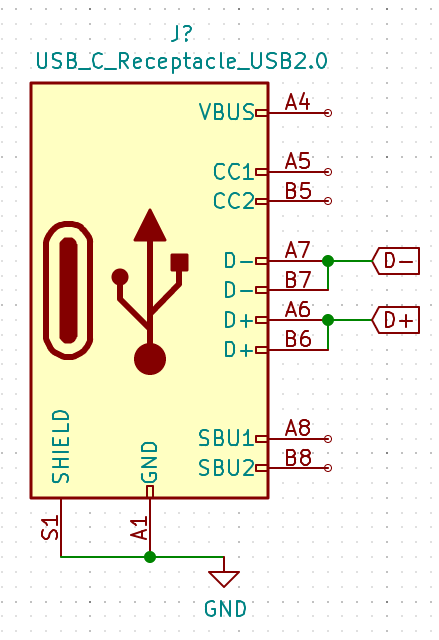 J?
USB_C_Receptacle_USB2.0
VBUS A4
CC1 A5
CC2 B5
D- A7 D-
D- B7
D+ A6 D+
D+ B6
SBU1 A8
SBU2 B8
SHIELD
GND
S1
A1
GND